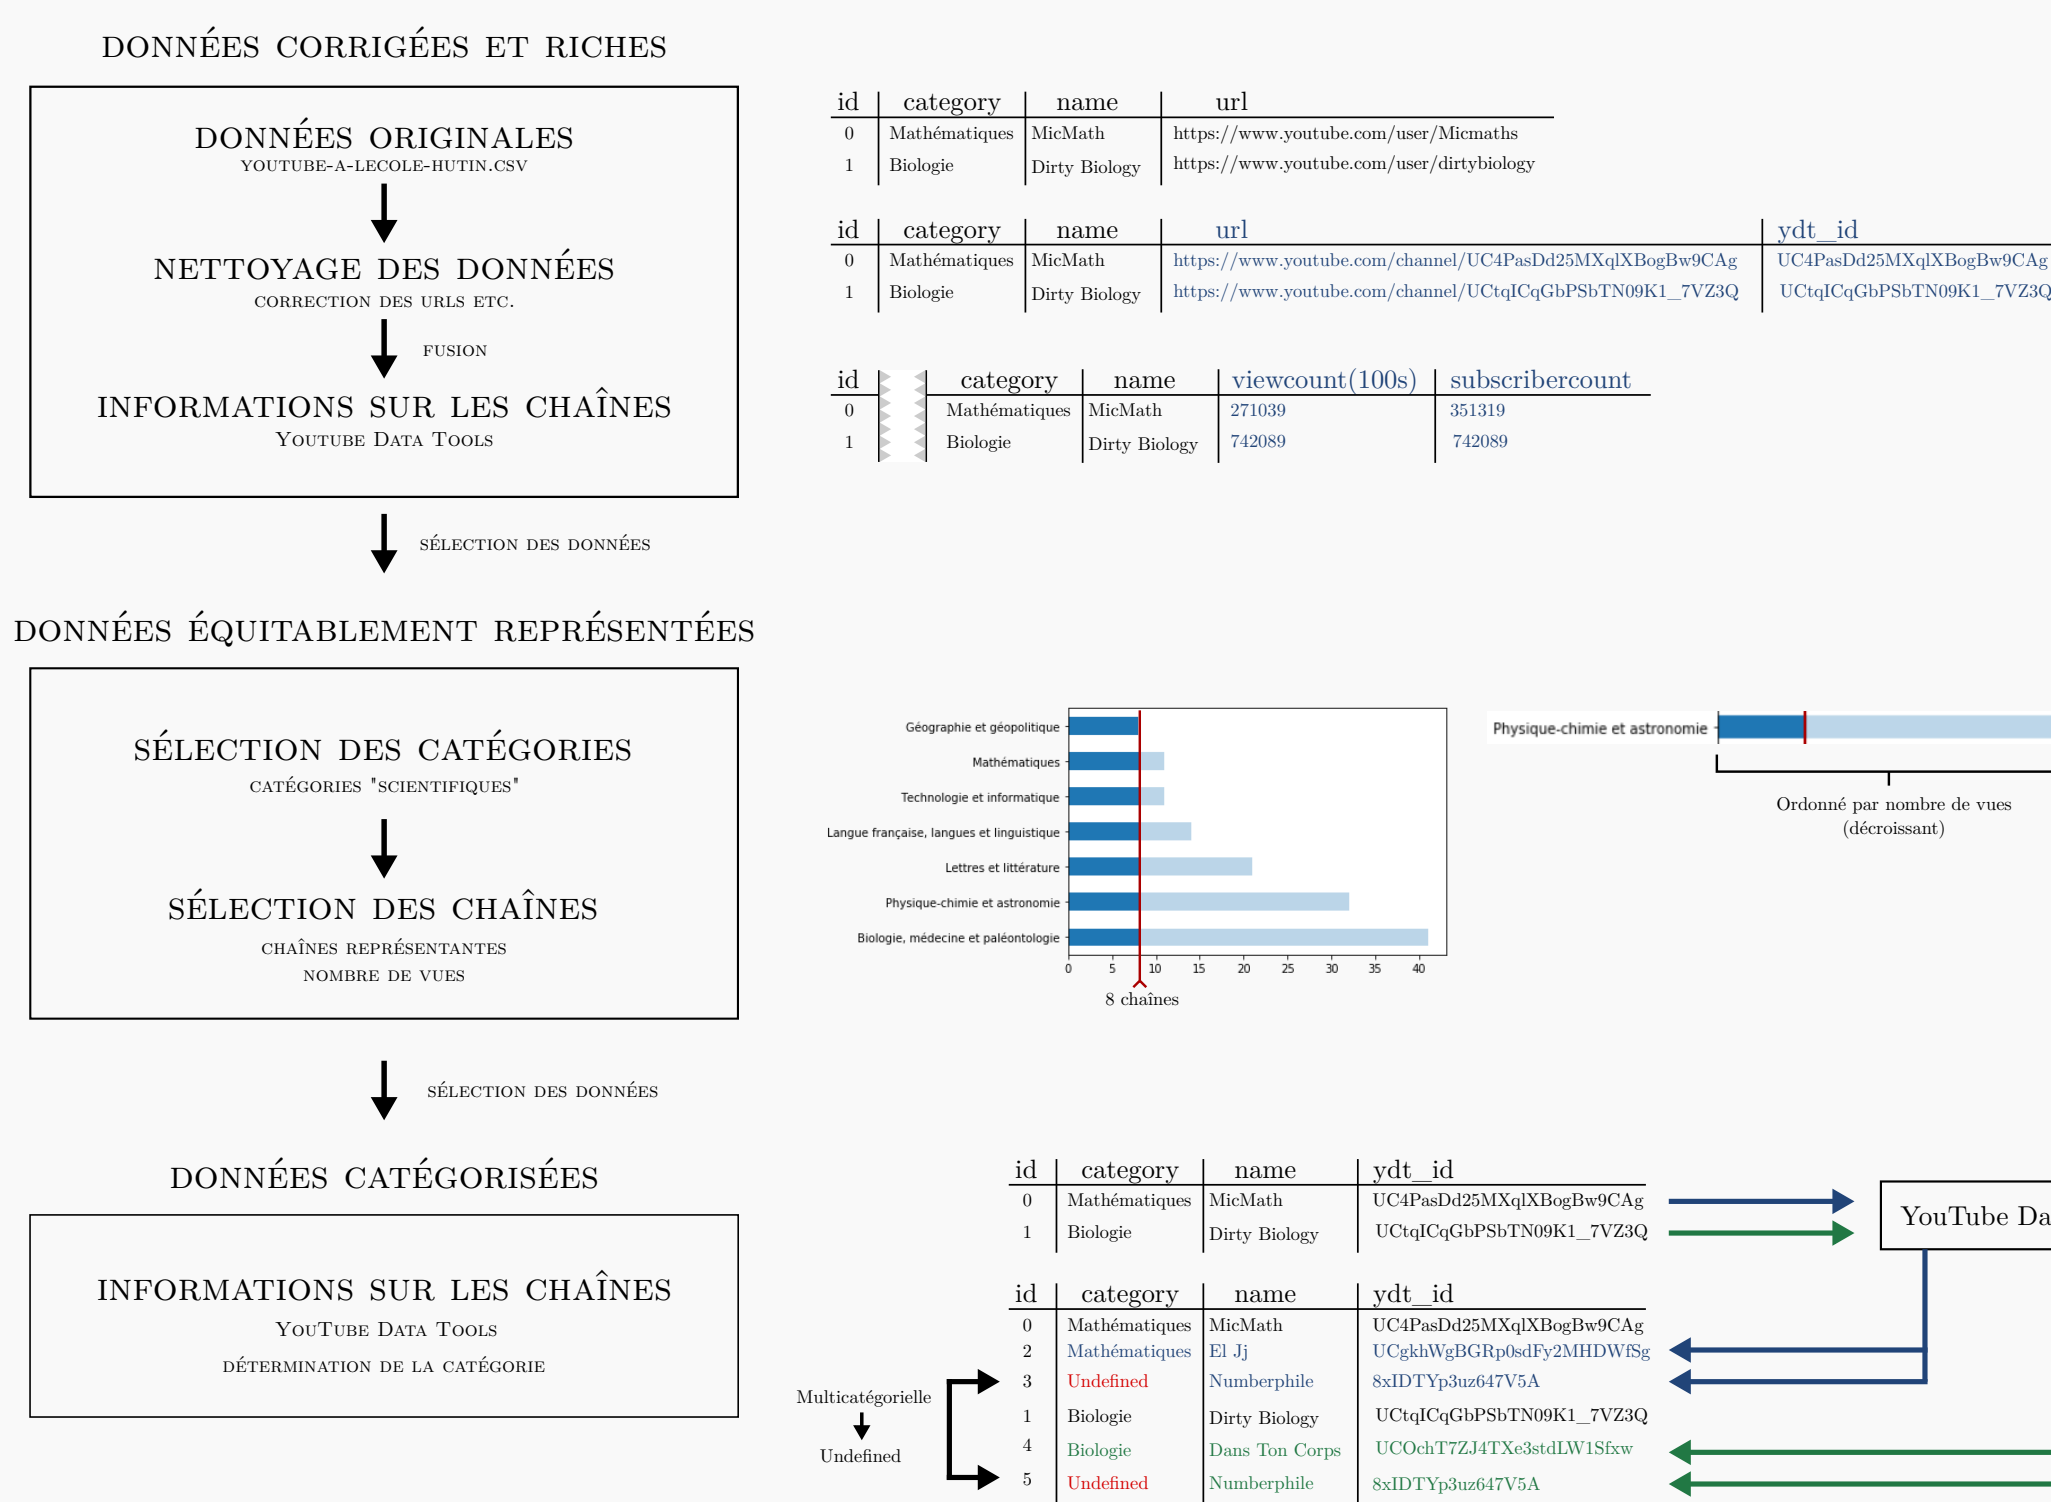 DONNÉES CORRIGÉES ET RICHES
DONNÉES ORIGINALES
YOUTUBE-A-LECOLE-HUTIN.CSV
NETTOYAGE DES DONNÉES
CORRECTION DES URLS ETC.
FUSION
INFORMATIONS SUR LES CHAÎNES
Youtube Data Tools
id category name url
0 Mathématiques MicMath https://www.youtube.com/user/Micmaths
1 Biologie Dirty Biology https://www.youtube.com/user/dirtybiology
id category name url ydt_id
0 Mathématiques MicMath https://www.youtube.com/channel/UC4PasDd25MXqlXBogBw9CAg UC4PasDd25MXqlXBogBw9CAg
1 Biologie Dirty Biology https://www.youtube.com/channel/UCtqICqGbPSbTN09K1_7VZ3Q UCtqICqGbPSbTN09K1_7VZ3Q
id category name viewcount(100s) subscribercount
0 Mathématiques MicMath 271039 351319
1 Biologie Dirty Biology 742089 742089
SÉLECTION DES DONNÉES
DONNÉES ÉQUITABLEMENT REPRÉSENTÉES
SÉLECTION DES CATÉGORIES
CATÉGORIES "SCIENTIFIQUES"
SÉLECTION DES CHAÎNES
CHAÎNES REPRÉSENTANTES
NOMBRE DE VUES
Géographie et géopolitique
Mathématiques
Technologie et informatique
Langue française, langues et linguistique
Lettres et littérature
Physique-chimie et astronomie
Biologie, médecine et paléontologie
0 5 10 15 20 25 30 35 40
8 chaînes
Physique-chimie et astronomie
Ordonné par nombre de vues
(décroissant)
SÉLECTION DES DONNÉES
DONNÉES CATÉGORISÉES
INFORMATIONS SUR LES CHAÎNES
YouTube Data Tools
DÉTERMINATION DE LA CATÉGORIE
id category name ydt_id
0 Mathématiques MicMath UC4PasDd25MXqlXBogBw9CAg
1 Biologie Dirty Biology UCtqICqGbPSbTN09K1_7VZ3Q
YouTube Da
id category name ydt_id
0 Mathématiques MicMath UC4PasDd25MXqlXBogBw9CAg
2 Mathématiques El Jj UCgkhWgBGRp0sdFy2MHDWfSg
3 Undefined Numberphile 8xIDTYp3uz647V5A
1 Biologie Dirty Biology UCtqICqGbPSbTN09K1_7VZ3Q
4 Biologie Dans Ton Corps UCOchT7ZJ4TXe3stdLW1Sfxw
5 Undefined Numberphile 8xIDTYp3uz647V5A
Multicatégorielle
Undefined